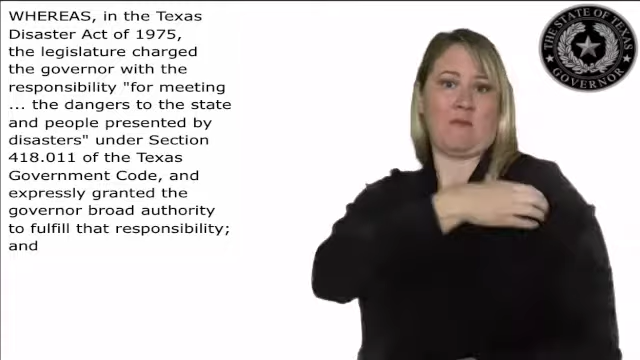 WHEREAS, in the Texas
Disaster Act of 1975,
the legislature charged
the governor with the
responsibility "for meeting
... the dangers to the state
and people presented by
disasters" under Section
418.011 of the Texas
Government Code, and
expressly granted the
governor broad authority
to fulfill that responsibility;
and
THE STATE OF TEXAS
GOVERNOR